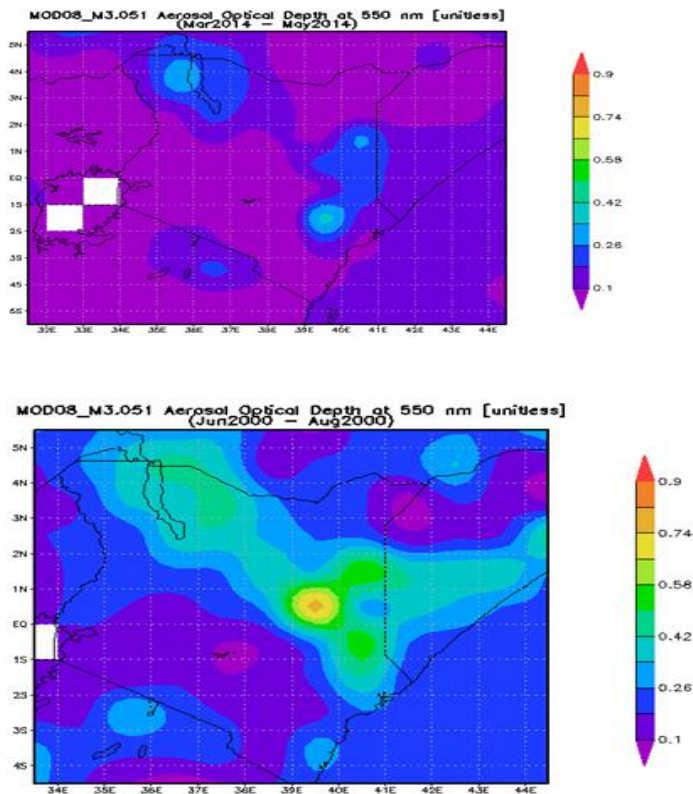 MOD08_M3.051 Aerosol Optical Depth at 550 nm [unitless]
(Mar2014 – May2014)
5N
4N
3N
2N
1N
EQ
1S
2S
3S
4S
5S
32E 33E 34E 35E 36E 37E 38E 39E 40E 41E 42E 43E 44E
0.9
0.74
0.58
0.42
0.26
0.1
MOD08_M3.051 Aerosol Optical Depth at 550 nm [unitless]
(Jun2000 – Aug2000)
5N
4N
3N
2N
1N
EQ
1S
2S
3S
4S
34E 35E 36E 37E 38E 39E 40E 41E 42E 43E 44E
0.9
0.74
0.58
0.42
0.26
0.1